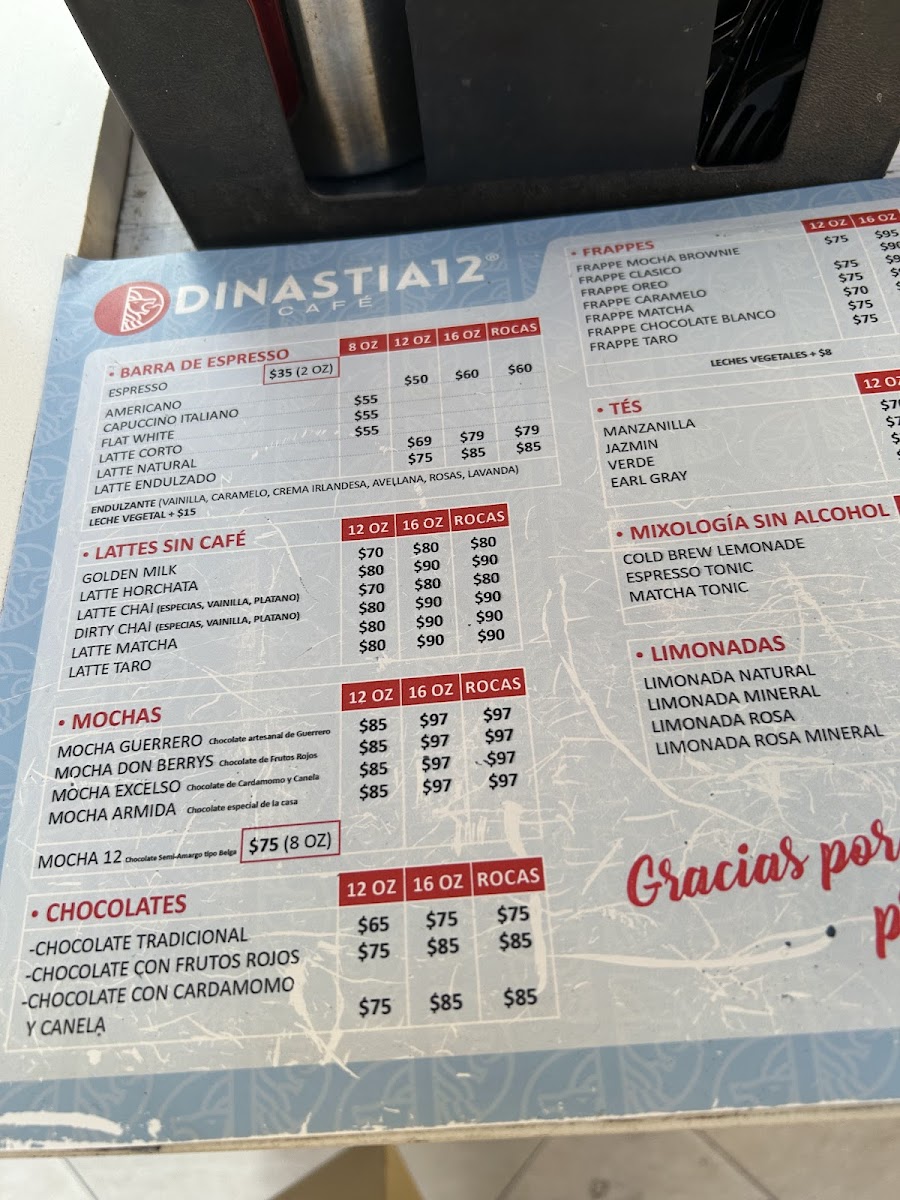 DINASTIA12®
CAFÉ
• BARRA DE ESPRESSO 8 OZ 12 OZ 16 OZ ROCAS
ESPRESSO $35 (2 OZ)
AMERICANO $50 $60 $60
CAPUCCINO ITALIANO $55
FLAT WHITE $55
LATTE CORTO $55
LATTE NATURAL $69 $79 $79
LATTE ENDULZADO $75 $85 $85
ENDULZANTE (VAINILLA, CARAMELO, CREMA IRLANDESA, AVELLANA, ROSAS, LAVANDA)
LECHE VEGETAL + $15
• LATTES SIN CAFÉ 12 OZ 16 OZ ROCAS
GOLDEN MILK $70 $80 $80
LATTE HORCHATA $80 $90 $90
LATTE CHAI (ESPECIAS, VAINILLA, PLATANO) $70 $80 $80
DIRTY CHAI (ESPECIAS, VAINILLA, PLATANO) $80 $90 $90
LATTE MATCHA $80 $90 $90
LATTE TARO $80 $90 $90
• MOCHAS 12 OZ 16 OZ ROCAS
MOCHA GUERRERO Chocolate artesanal de Guerrero $85 $97 $97
MOCHA DON BERRYS Chocolate de Frutos Rojos $85 $97 $97
MOCHA EXCELSO Chocolate de Cardamomo y Canela $85 $97 $97
MOCHA ARMIDA Chocolate especial de la casa $85 $97 $97
MOCHA 12 Chocolate Semi-Amargo tipo Belga $75 (8 OZ)
• CHOCOLATES 12 OZ 16 OZ ROCAS
-CHOCOLATE TRADICIONAL $65 $75 $75
-CHOCOLATE CON FRUTOS ROJOS $75 $85 $85
-CHOCOLATE CON CARDAMOMO
Y CANELA $75 $85 $85
• FRAPPES 12 OZ 16 OZ
FRAPPE MOCHA BROWNIE $75 $95
FRAPPE CLASICO
FRAPPE OREO $75
FRAPPE CARAMELO $75
FRAPPE MATCHA $70
FRAPPE CHOCOLATE BLANCO $75
FRAPPE TARO $75
LECHES VEGETALES + $8
• TÉS 12 OZ
MANZANILLA
JAZMIN
VERDE
EARL GRAY
• MIXOLOGÍA SIN ALCOHOL
COLD BREW LEMONADE
ESPRESSO TONIC
MATCHA TONIC
• LIMONADAS
LIMONADA NATURAL
LIMONADA MINERAL
LIMONADA ROSA
LIMONADA ROSA MINERAL
Gracias por